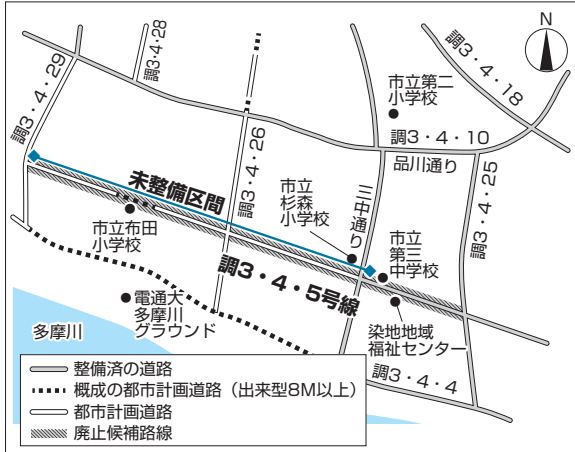 N
調3・4・28
調3・4・29
調3・4・18
市立第二
小学校
調3・4・10
品川通り
調3・4・26
調3・4・25
未整備区間
市立
杉森
小学校
三中通り
市立
第三
中学校
市立布田
小学校
調3・4・5号線
電通大
多摩川
グラウンド
多摩川
染地地域
福祉センター
調3・4・4
整備済の道路
概成の都市計画道路（出来型8M以上）
都市計画道路
廃止候補路線